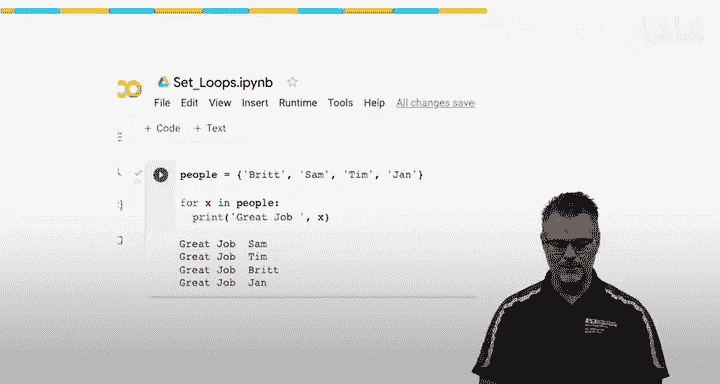 Set_Loops.ipynb
File Edit View Insert Runtime Tools Help All changes save
+ Code + Text
people = {'Britt', 'Sam', 'Tim', 'Jan'}
for x in people:
print('Great Job ', x)
Great Job  Sam
Great Job  Tim
Great Job  Britt
Great Job  Jan